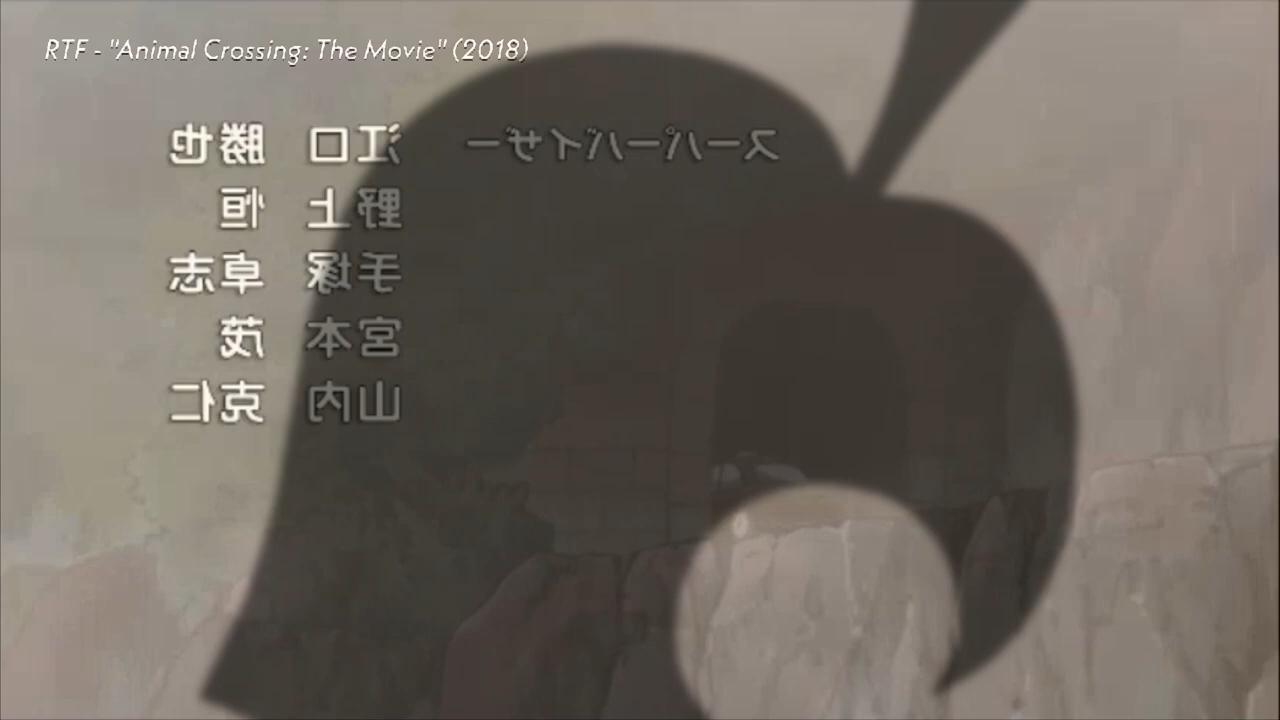 RTF - "Animal Crossing: The Movie" (2018)
スーパーバイザー 江口 勝也
野上 恒
手塚 卓志
宮本 茂
山内 克仁